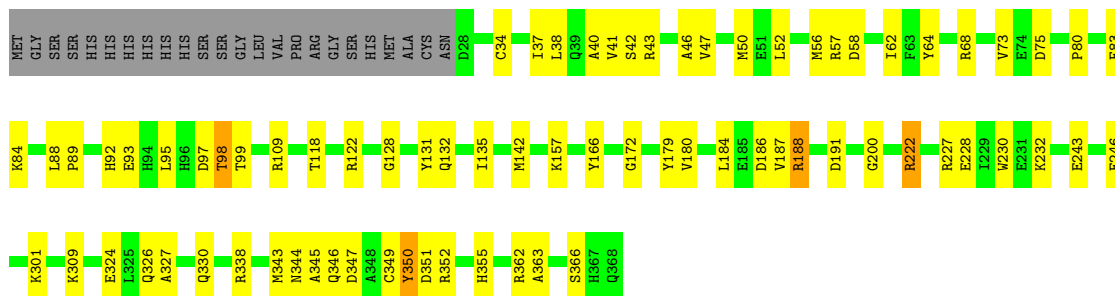 MET GLY SER SER HIS HIS HIS HIS HIS HIS SER SER GLY LEU VAL PRO ARG GLY SER HIS MET ALA CYS ASN D28 C34 I37 L38 Q39 A40 V41 S42 R43 A46 V47 M50 E51 L52 M56 R57 D58 I62 F63 Y64 R68 V73 E74 D75 P80
K84 L88 P89 H92 E93 H94 L95 H96 D97 T98 T99 R109 T118 R122 G128 Y131 Q132 I135 M142 K157 Y166 G172 Y179 V180 L184 E185 D186 V187 R188 D191 G200 R222 R227 E228 I229 W230 E231 K232 E243
K301 K309 E324 L325 Q326 A327 Q330 R338 M343 N344 A345 Q346 D347 A348 C349 Y350 D351 R352 H355 R362 A363 S366 H367 Q368